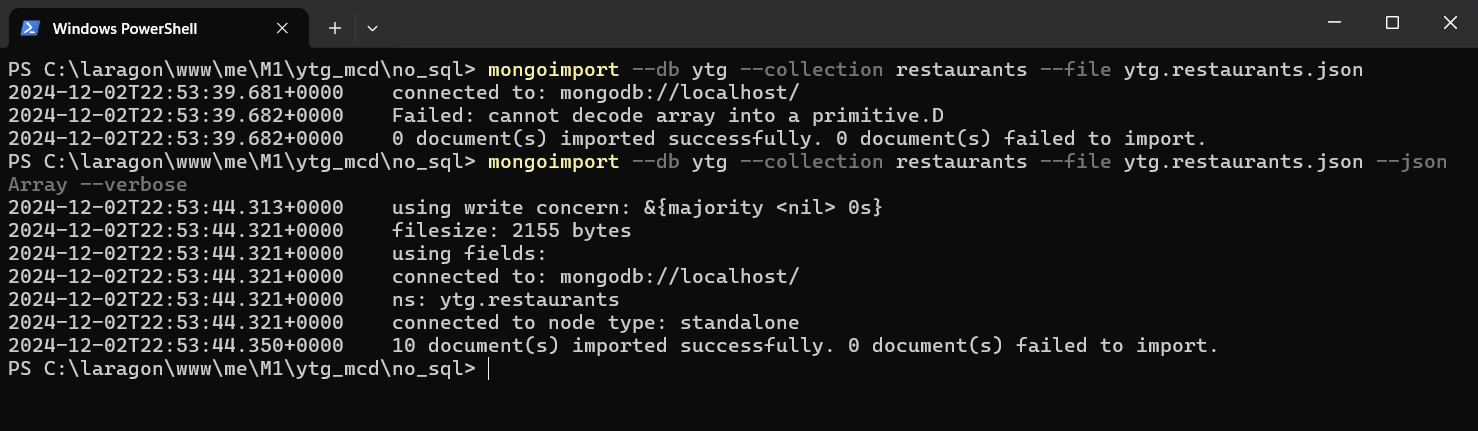 Windows PowerShell
PS C:\laragon\www\me\M1\ytg_mcd\no_sql> mongoimport --db ytg --collection restaurants --file ytg.restaurants.json
2024-12-02T22:53:39.681+0000    connected to: mongodb://localhost/
2024-12-02T22:53:39.682+0000    Failed: cannot decode array into a primitive.D
2024-12-02T22:53:39.682+0000    0 document(s) imported successfully. 0 document(s) failed to import.
PS C:\laragon\www\me\M1\ytg_mcd\no_sql> mongoimport --db ytg --collection restaurants --file ytg.restaurants.json --json
Array --verbose
2024-12-02T22:53:44.313+0000    using write concern: &{majority <nil> 0s}
2024-12-02T22:53:44.321+0000    filesize: 2155 bytes
2024-12-02T22:53:44.321+0000    using fields:
2024-12-02T22:53:44.321+0000    connected to: mongodb://localhost/
2024-12-02T22:53:44.321+0000    ns: ytg.restaurants
2024-12-02T22:53:44.321+0000    connected to node type: standalone
2024-12-02T22:53:44.350+0000    10 document(s) imported successfully. 0 document(s) failed to import.
PS C:\laragon\www\me\M1\ytg_mcd\no_sql>